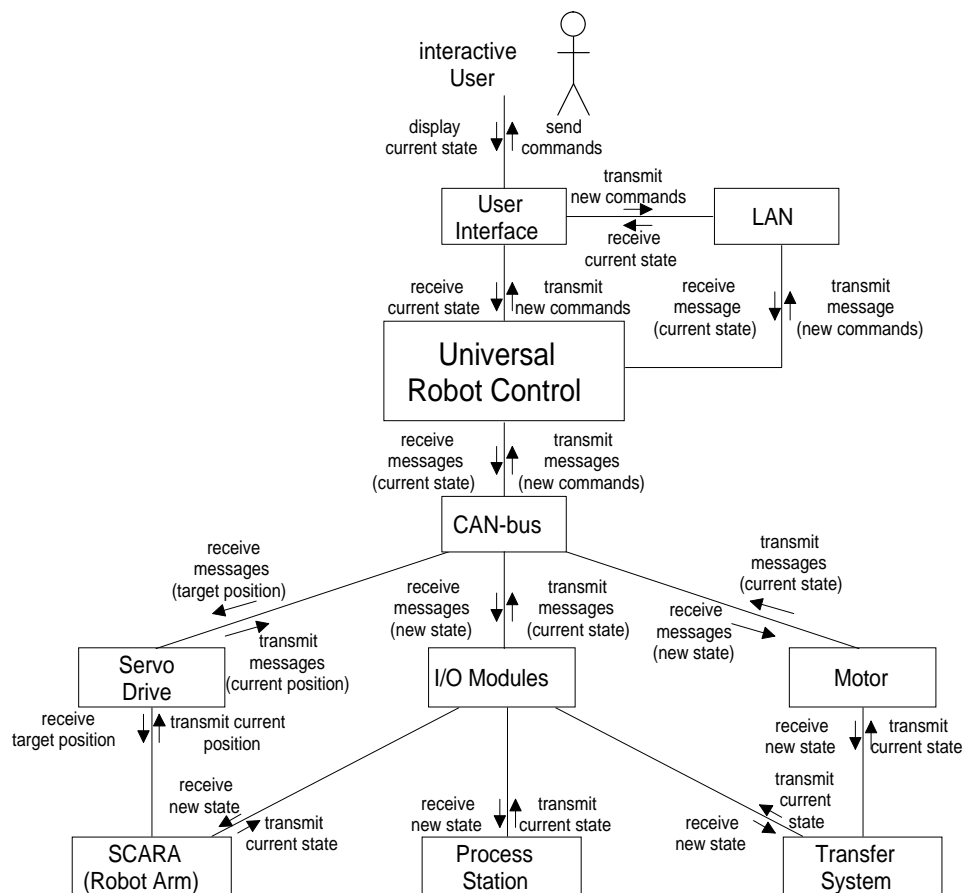 interactive
User
display
current state
send
commands
User
Interface
transmit
new commands
receive
current state
LAN
receive
current state
transmit
new commands
receive
message
(current state)
transmit
message
(new commands)
Universal
Robot Control
receive
messages
(current state)
transmit
messages
(new commands)
CAN-bus
receive
messages
(target position)
transmit
messages
(current position)
receive
messages
(new state)
transmit
messages
(current state)
transmit
messages
(current state)
receive
messages
(new state)
Servo
Drive
I/O Modules
Motor
receive
target position
transmit current
position
receive
new state
transmit
current state
receive
new state
transmit
current state
receive
new state
transmit
current state
transmit
current
state
receive
new state
SCARA
(Robot Arm)
Process
Station
Transfer
System